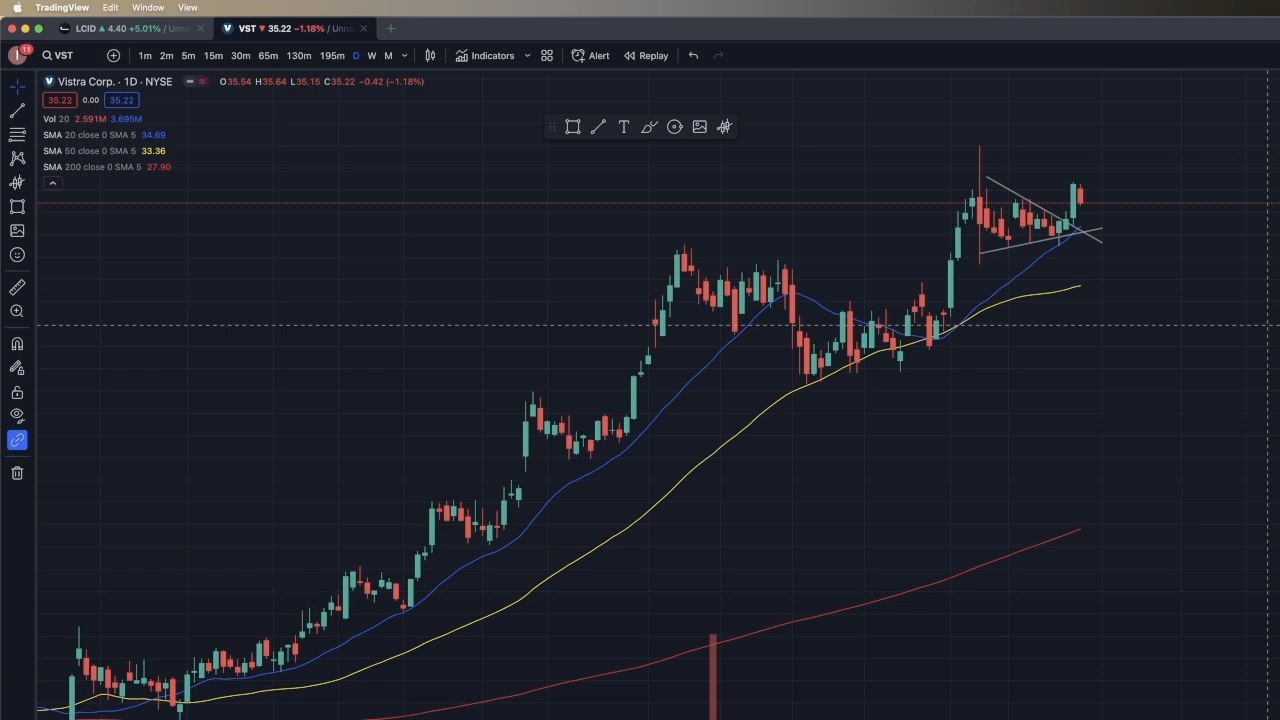 TradingView Edit Window View
LCID ▲ 4.40 +5.01% / Unna
VST ▼ 35.22 −1.18% / Unna
11 VST 1m 2m 5m 15m 30m 65m 130m 195m D W M Indicators Alert Replay
Vistra Corp. · 1D · NYSE O35.54 H35.64 L35.15 C35.22 −0.42 (−1.18%)
35.22 0.00 35.22
Vol 20 2.591M 3.695M
SMA 20 close 0 SMA 5 34.69
SMA 50 close 0 SMA 5 33.36
SMA 200 close 0 SMA 5 27.90